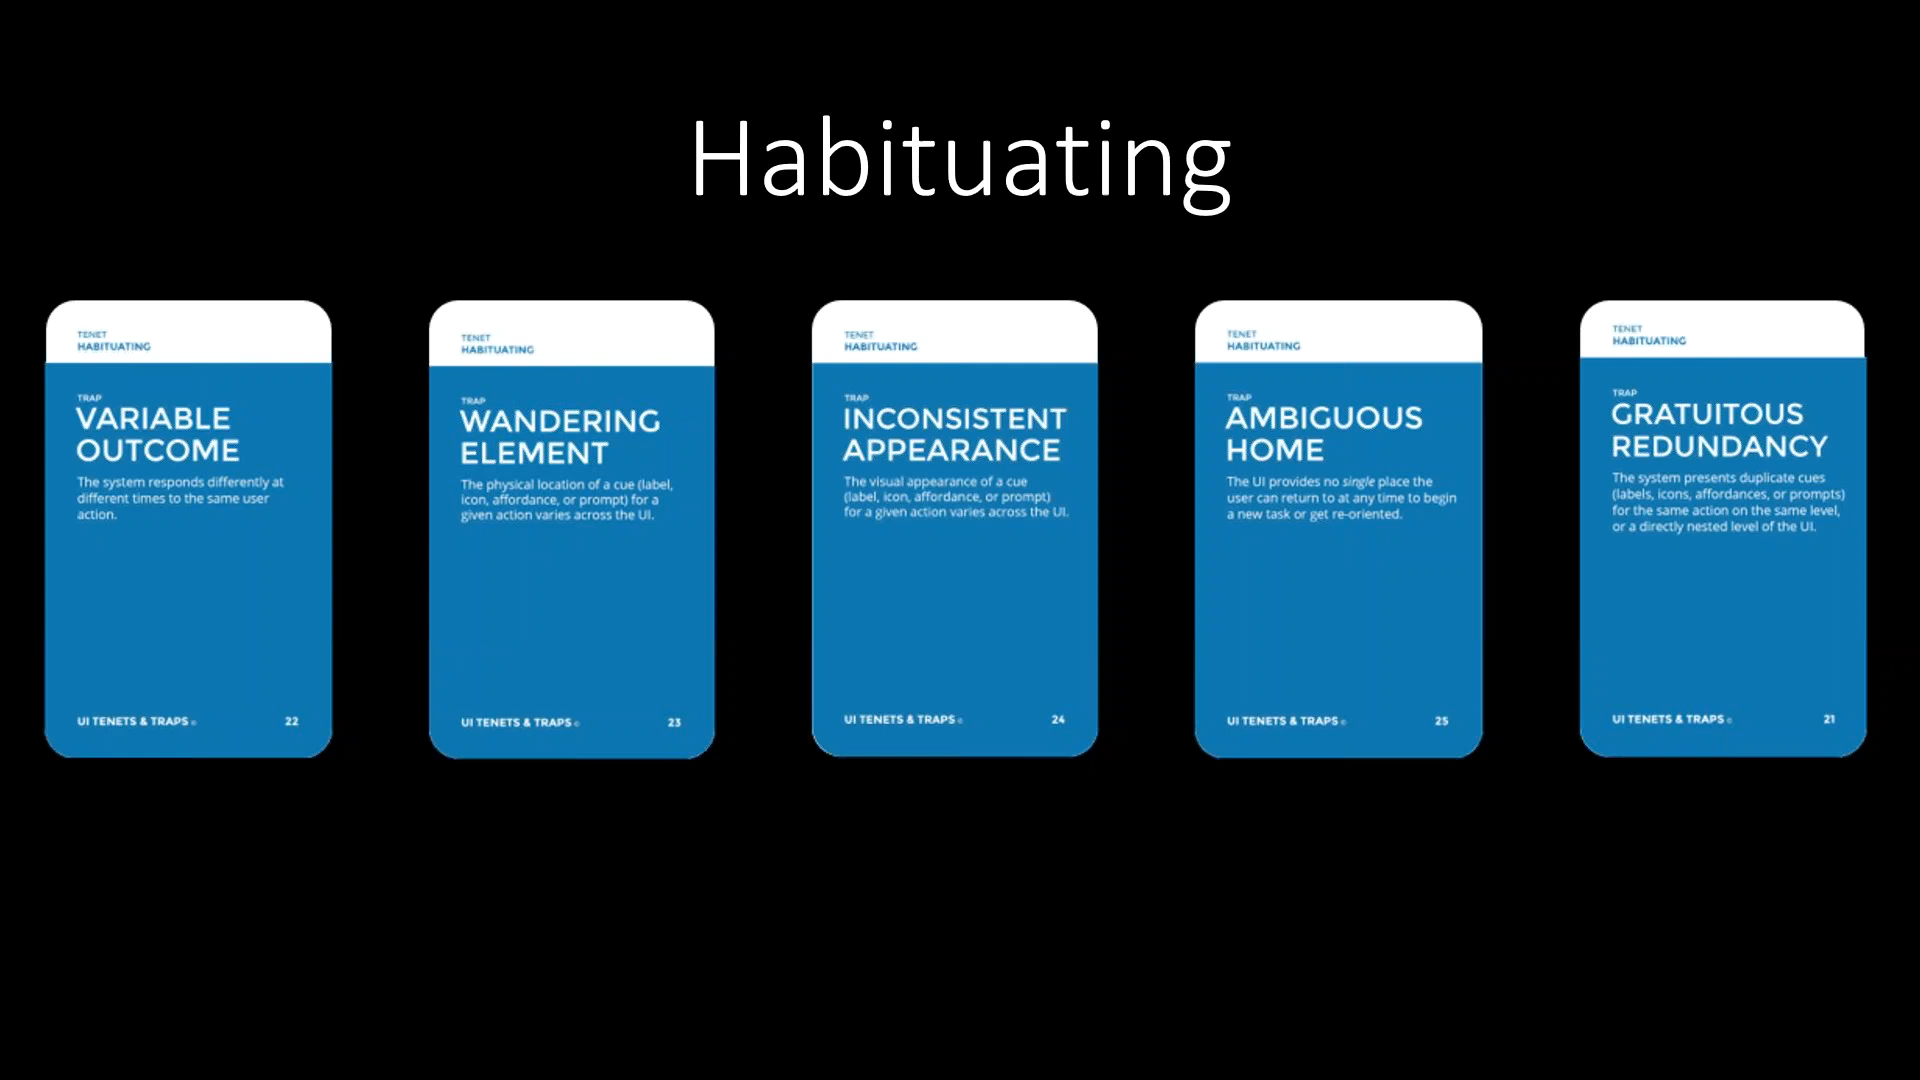 Habituating
TENET
HABITUATING
TRAP
VARIABLE
OUTCOME
The system responds differently at
different times to the same user
action.
UI TENETS & TRAPS ©
22
TENET
HABITUATING
TRAP
WANDERING
ELEMENT
The physical location of a cue (label,
icon, affordance, or prompt) for a
given action varies across the UI.
UI TENETS & TRAPS ©
23
TENET
HABITUATING
TRAP
INCONSISTENT
APPEARANCE
The visual appearance of a cue
(label, icon, affordance, or prompt)
for a given action varies across the UI.
UI TENETS & TRAPS ©
24
TENET
HABITUATING
TRAP
AMBIGUOUS
HOME
The UI provides no single place the
user can return to at any time to begin
a new task or get re-oriented.
UI TENETS & TRAPS ©
25
TENET
HABITUATING
TRAP
GRATUITOUS
REDUNDANCY
The system presents duplicate cues
(labels, icons, affordances, or prompts)
for the same action on the same level,
or a directly nested level of the UI.
UI TENETS & TRAPS ©
21